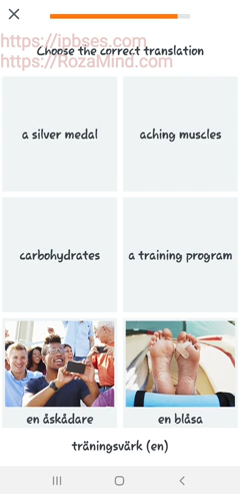 https://ipbses.com
Choose the correct translation
https://RozaMind.com
a silver medal
aching muscles
carbohydrates
a training program
en åskådare
en blåsa
träningsvärk (en)